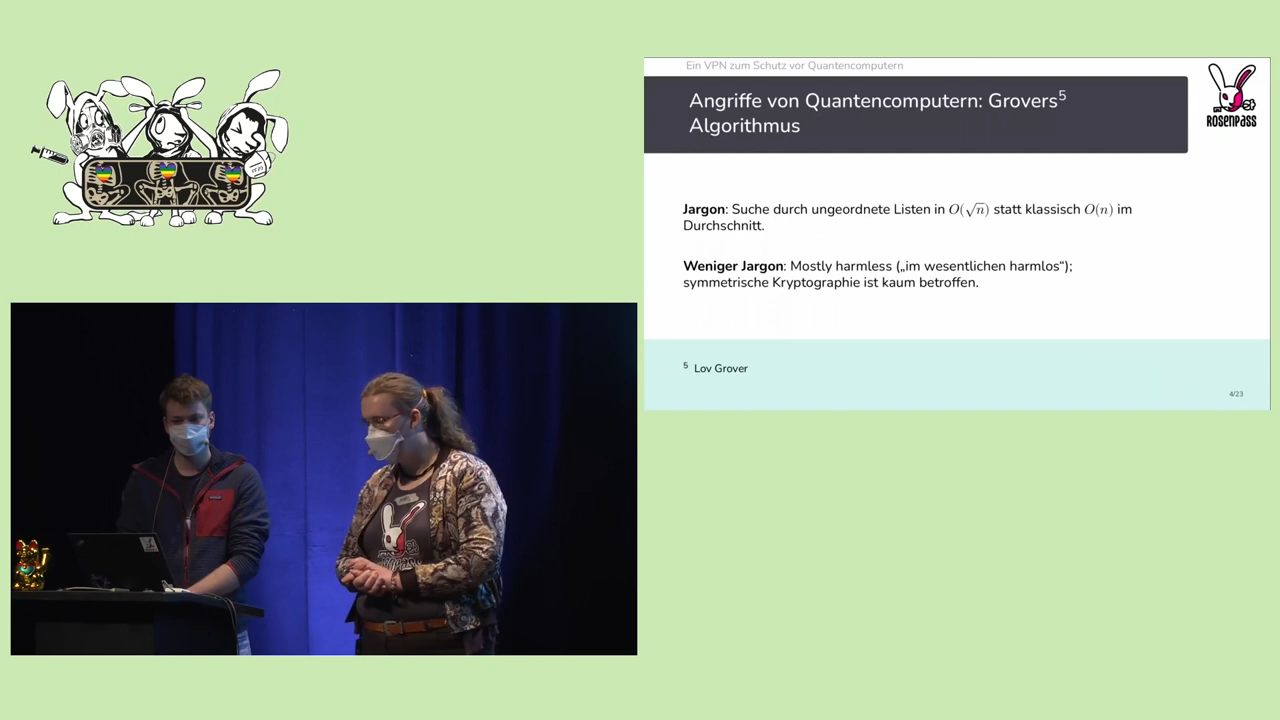 Ein VPN zum Schutz vor Quantencomputern
Angriffe von Quantencomputern: Grovers⁵
Algorithmus
ROSENPASS
Jargon: Suche durch ungeordnete Listen in O(√n) statt klassisch O(n) im
Durchschnitt.
Weniger Jargon: Mostly harmless („im wesentlichen harmlos“);
symmetrische Kryptographie ist kaum betroffen.
⁵ Lov Grover
4/23